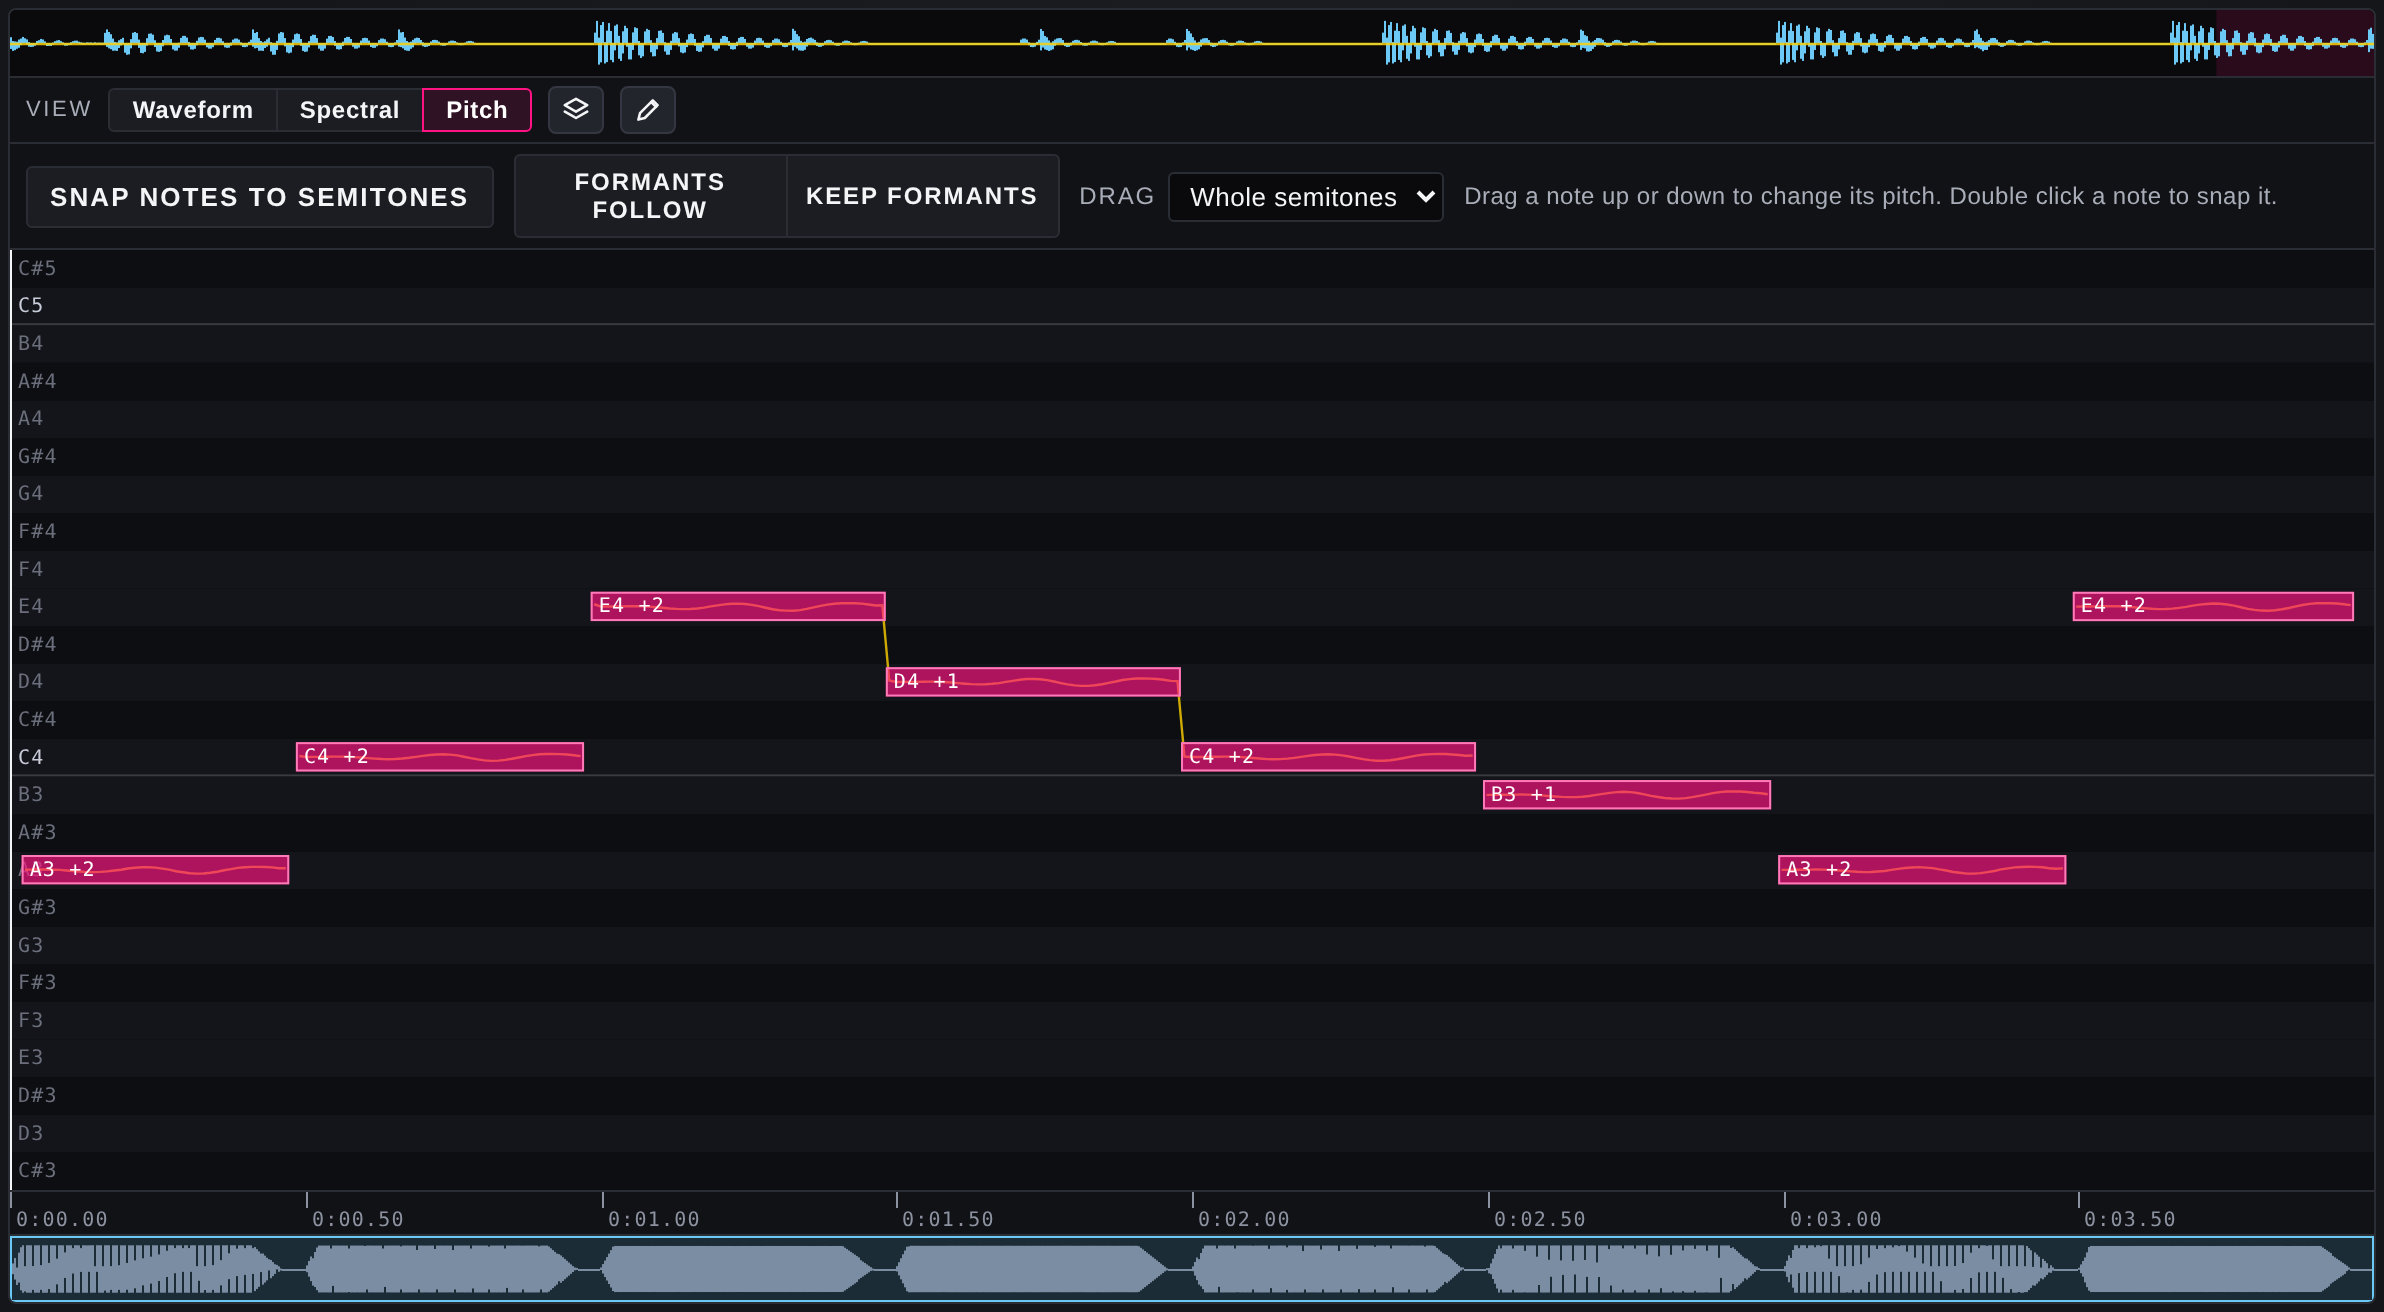 VIEW
Waveform
Spectral
Pitch
SNAP NOTES TO SEMITONES
FORMANTS
FOLLOW
KEEP FORMANTS
DRAG
Whole semitones
Drag a note up or down to change its pitch. Double click a note to snap it.
C#5
C5
B4
A#4
A4
G#4
G4
F#4
F4
E4
E4 +2
E4 +2
D#4
D4
D4 +1
C#4
C4
C4 +2
C4 +2
B3
B3 +1
A#3
A3 +2
A3 +2
G#3
G3
F#3
F3
E3
D#3
D3
C#3
0:00.00
0:00.50
0:01.00
0:01.50
0:02.00
0:02.50
0:03.00
0:03.50